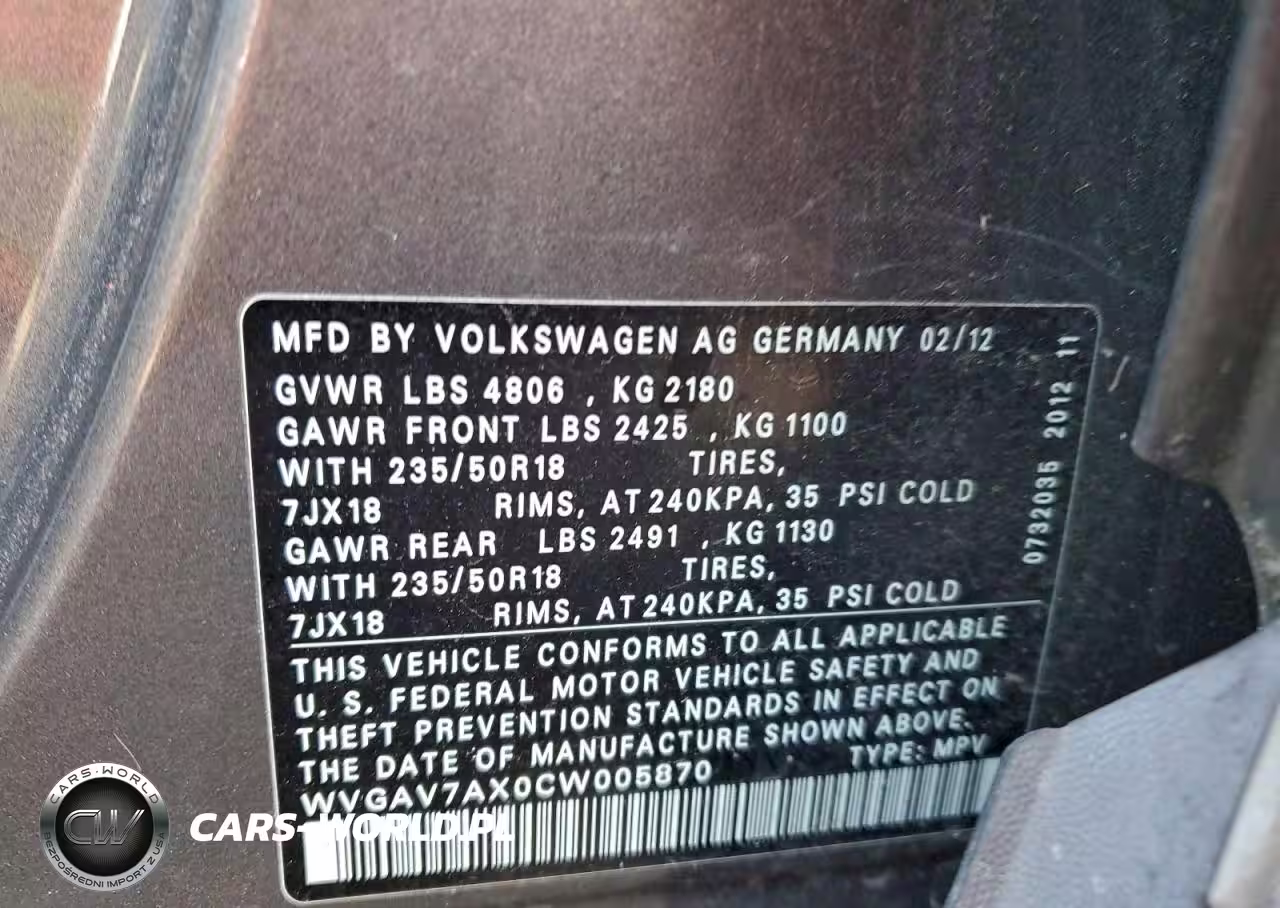 MFD BY VOLKSWAGEN AG GERMANY 02/12
GVWR LBS 4806 , KG 2180
GAWR FRONT LBS 2425 , KG 1100
WITH 235/50R18 TIRES,
7JX18 RIMS, AT 240KPA, 35 PSI COLD
GAWR REAR LBS 2491 , KG 1130
WITH 235/50R18 TIRES,
7JX18 RIMS, AT 240KPA, 35 PSI COLD
THIS VEHICLE CONFORMS TO ALL APPLICABLE
U. S. FEDERAL MOTOR VEHICLE SAFETY AND
THEFT PREVENTION STANDARDS IN EFFECT ON
THE DATE OF MANUFACTURE SHOWN ABOVE.
WVGAV7AX0CW005870 TYPE: MPV
0732035 2012 11
CARS-WORLD
CW
BEZPOŚREDNI IMPORT Z USA
CARS-WORLD.PL